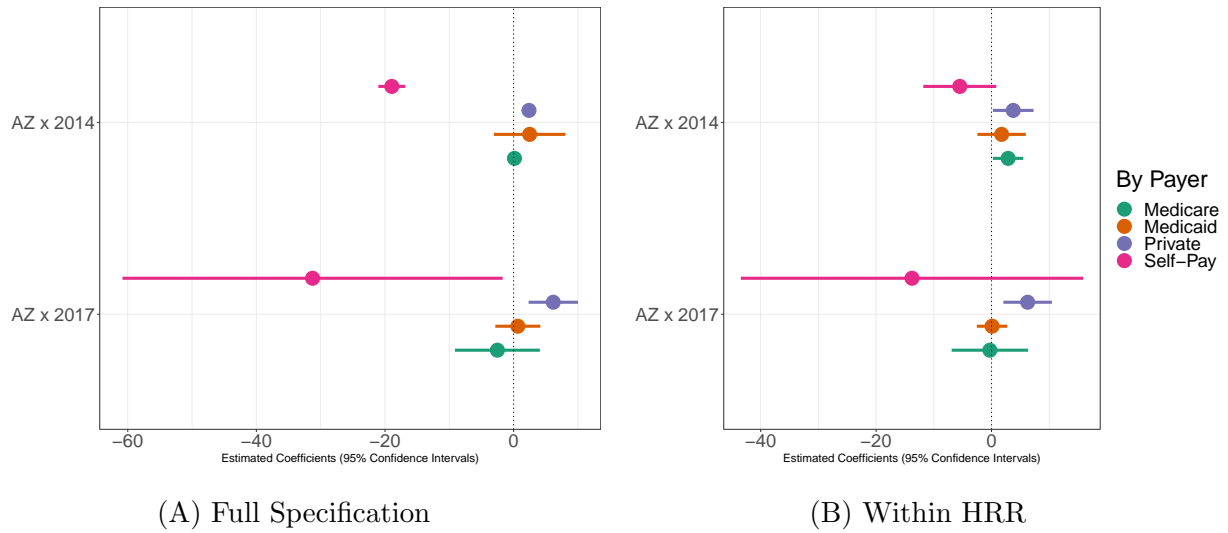 AZ x 2014
AZ x 2017
−60
−40
−20
0
Estimated Coefficients (95% Confidence Intervals)
(A) Full Specification
AZ x 2014
AZ x 2017
−40
−20
0
Estimated Coefficients (95% Confidence Intervals)
(B) Within HRR
By Payer
Medicare
Medicaid
Private
Self−Pay